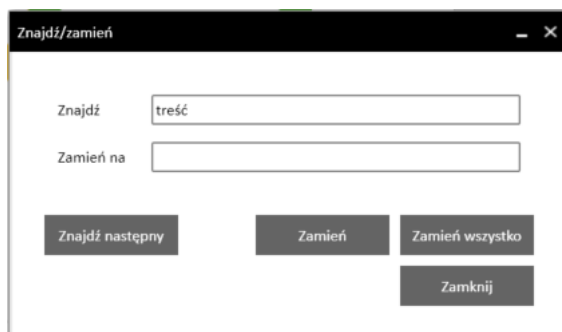 Znajdź/zamień
Znajdź treść
Zamień na
Znajdź następny Zamień Zamień wszystko
Zamknij